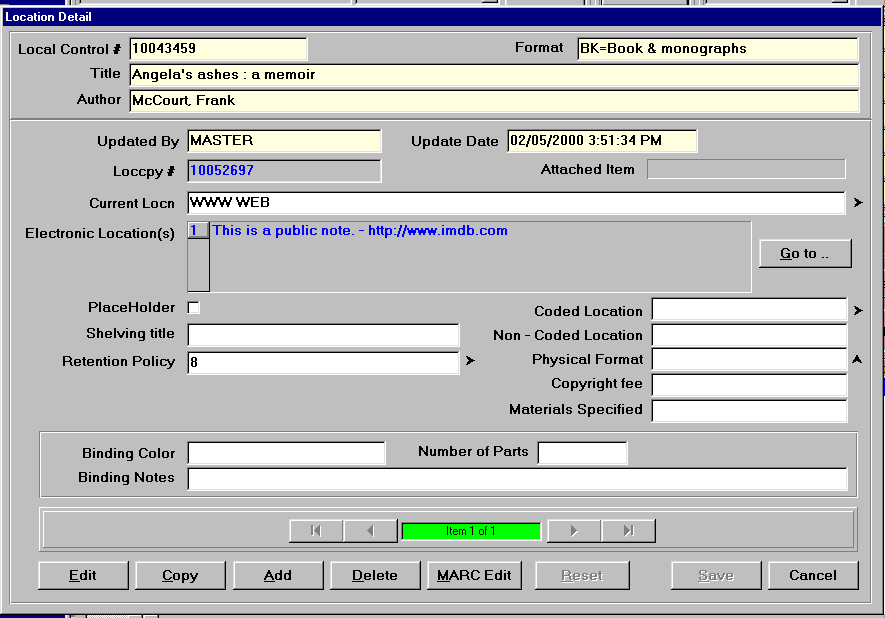 Location Detail
Local Control # 10043459 Format BK=Book & monographs
Title Angela's ashes : a memoir
Author McCourt, Frank
Updated By MASTER Update Date 02/05/2000 3:51:34 PM
Loccpy # 10052697 Attached Item
Current Locn WWW WEB
Electronic Location(s) 1 This is a public note. - http://www.imdb.com
Go to ..
PlaceHolder Coded Location
Shelving title Non - Coded Location
Retention Policy 8 Physical Format
Copyright fee
Materials Specified
Binding Color Number of Parts
Binding Notes
Item 1 of 1
Edit Copy Add Delete MARC Edit Reset Save Cancel